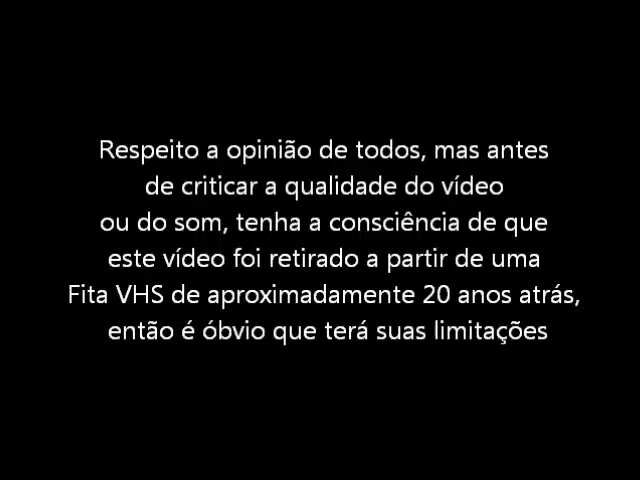 Respeito a opinião de todos, mas antes
de criticar a qualidade do vídeo
ou do som, tenha a consciência de que
este vídeo foi retirado a partir de uma
Fita VHS de aproximadamente 20 anos atrás,
então é óbvio que terá suas limitações